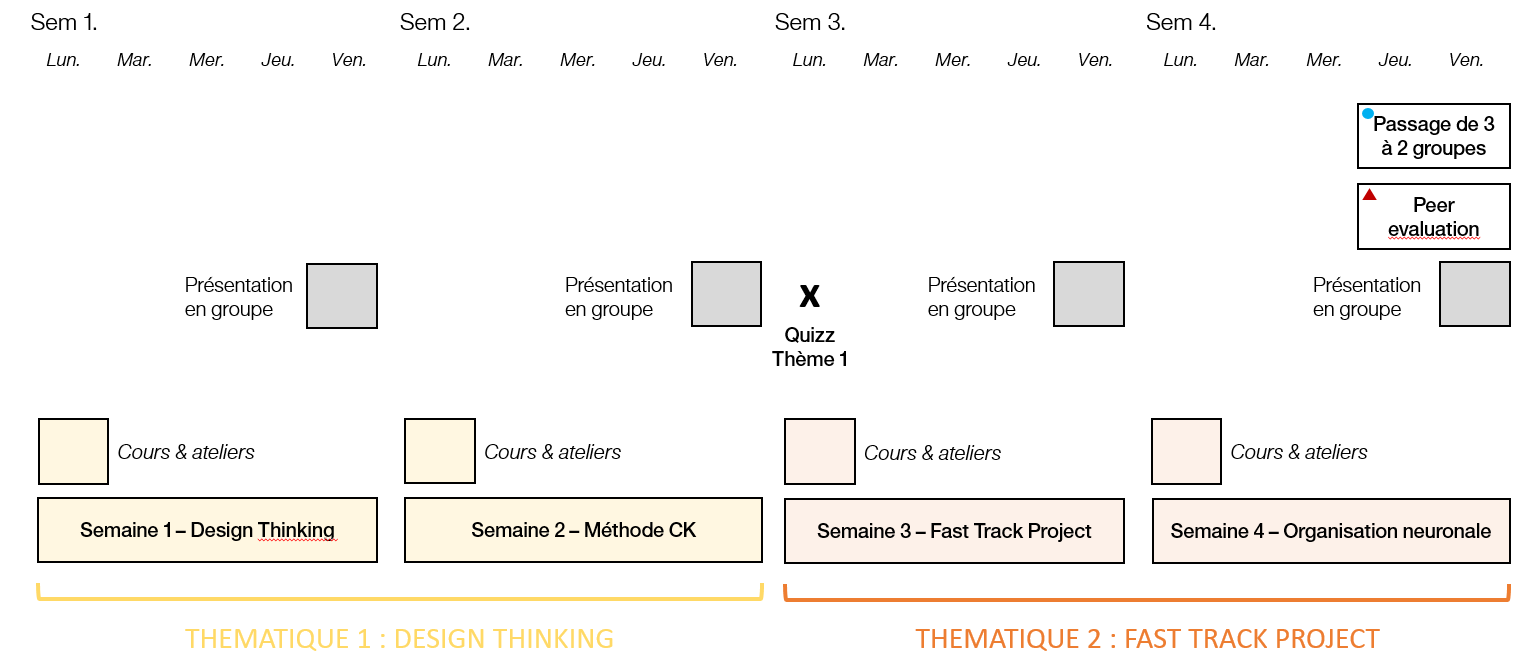 Sem 1. Sem 2. Sem 3. Sem 4.
Lun. Mar. Mer. Jeu. Ven. Lun. Mar. Mer. Jeu. Ven. Lun. Mar. Mer. Jeu. Ven. Lun. Mar. Mer. Jeu. Ven.
Passage de 3
à 2 groupes
Peer
evaluation
Présentation
en groupe
Présentation
en groupe
X
Quizz
Thème 1
Présentation
en groupe
Présentation
en groupe
Cours & ateliers
Cours & ateliers
Cours & ateliers
Cours & ateliers
Semaine 1 – Design Thinking
Semaine 2 – Méthode CK
Semaine 3 – Fast Track Project
Semaine 4 – Organisation neuronale
THEMATIQUE 1 : DESIGN THINKING
THEMATIQUE 2 : FAST TRACK PROJECT